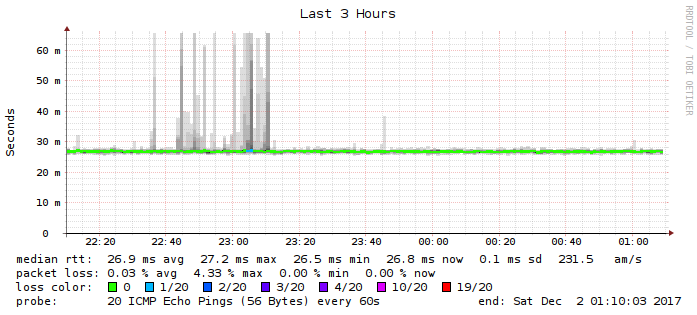 Last 3 Hours
RRDTOOL / TOBI OETIKER
Seconds
60 m
50 m
40 m
30 m
20 m
10 m
0
22:20 22:40 23:00 23:20 23:40 00:00 00:20 00:40 01:00
median rtt: 26.9 ms avg 27.2 ms max 26.5 ms min 26.8 ms now 0.1 ms sd 231.5 am/s
packet loss: 0.03 % avg 4.33 % max 0.00 % min 0.00 % now
loss color: 0 1/20 2/20 3/20 4/20 10/20 19/20
probe: 20 ICMP Echo Pings (56 Bytes) every 60s end: Sat Dec 2 01:10:03 2017